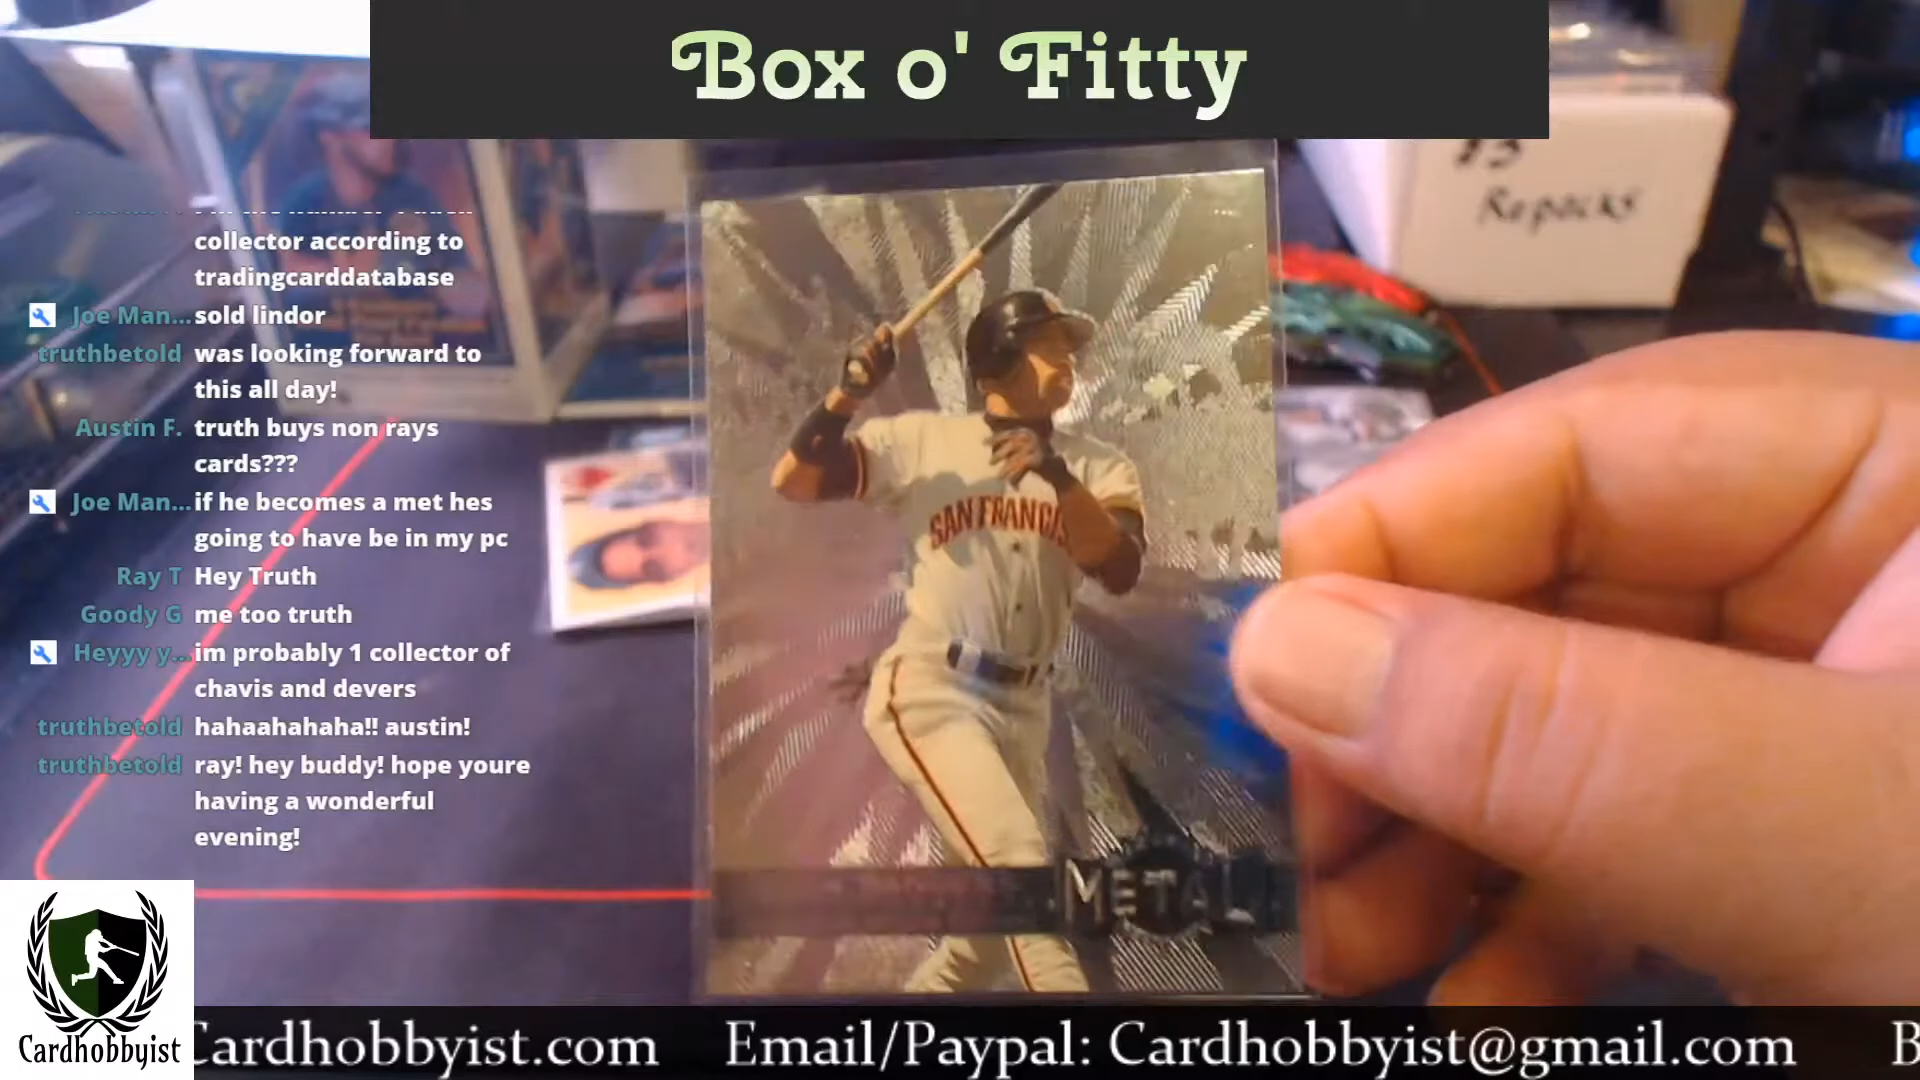 Box o' Fitty
$3
Repacks
collector according to
tradingcarddatabase
Joe Man... sold lindor
truthbetold was looking forward to
this all day!
Austin F. truth buys non rays
cards???
Joe Man... if he becomes a met hes
going to have be in my pc
Ray T Hey Truth
Goody G me too truth
Heyyy y... im probably 1 collector of
chavis and devers
truthbetold hahaahahaha!! austin!
truthbetold ray! hey buddy! hope youre
having a wonderful
evening!
SAN FRANCIS
METAL
Cardhobbyist
Cardhobbyist.com Email/Paypal: Cardhobbyist@gmail.com B